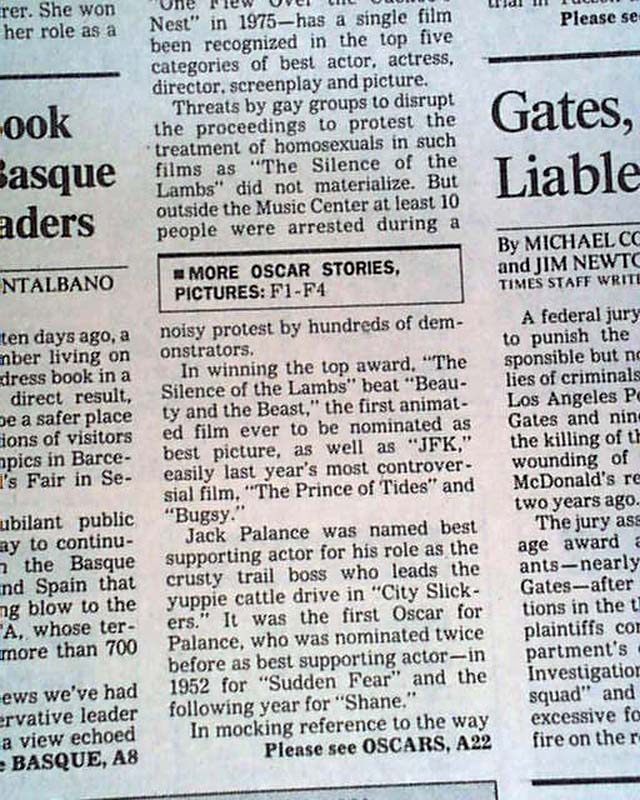 rer. She won
her role as a
ook
Basque
aders
NTALBANO
ten days ago, a
mber living on
dress book in a
direct result,
be a safer place
ions of visitors
mpics in Barce-
's Fair in Se-
ubilant public
ay to continu-
the Basque
nd Spain that
ng blow to the
A, whose ter-
more than 700
ews we've had
ervative leader
a view echoed
BASQUE, A8
"One Flew Over the Cuckoo's
Nest" in 1975—has a single film
been recognized in the top five
categories of best actor, actress,
director, screenplay and picture.
Threats by gay groups to disrupt
the proceedings to protest the
treatment of homosexuals in such
films as "The Silence of the
Lambs" did not materialize. But
outside the Music Center at least 10
people were arrested during a
■ MORE OSCAR STORIES,
PICTURES: F1-F4
noisy protest by hundreds of dem-
onstrators.
In winning the top award, "The
Silence of the Lambs" beat "Beau-
ty and the Beast," the first animat-
ed film ever to be nominated as
best picture, as well as "JFK,"
easily last year's most controver-
sial film, "The Prince of Tides" and
"Bugsy."
Jack Palance was named best
supporting actor for his role as the
crusty trail boss who leads the
yuppie cattle drive in "City Slick-
ers." It was the first Oscar for
Palance, who was nominated twice
before as best supporting actor—in
1952 for "Sudden Fear" and the
following year for "Shane."
In mocking reference to the way
Please see OSCARS, A22
trial in
Please se
Gates,
Liable
By MICHAEL CO
and JIM NEWTO
TIMES STAFF WRIT
A federal jury
to punish the
sponsible but no
lies of criminals
Los Angeles Po
Gates and nin
the killing of th
wounding of
McDonald's re
two years ago.
The jury ass
age award a
ants—nearly
Gates—after
tions in the t
plaintiffs con
partment's
Investigation
squad" and
excessive fo
fire on the r